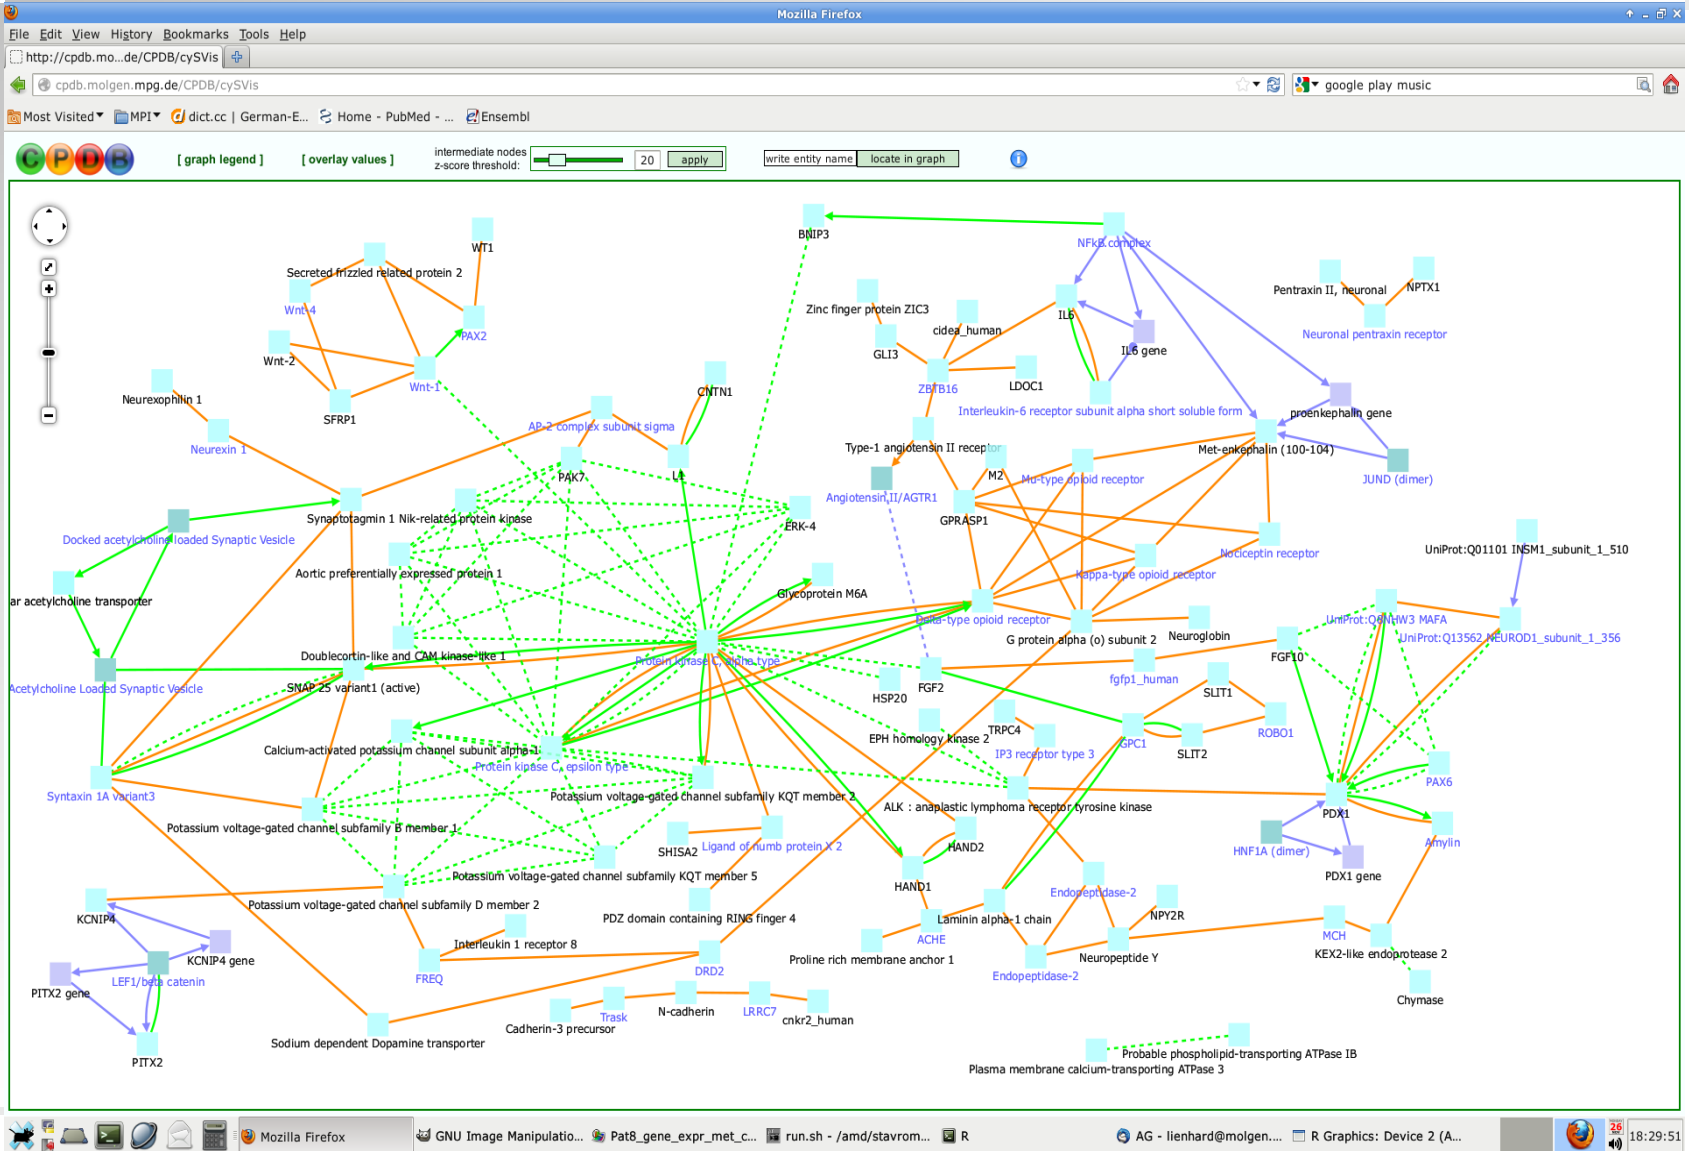 Mozilla Firefox
File Edit View History Bookmarks Tools Help
http://cpdb.mo...de/CPDB/cySVis
cpdb.molgen.mpg.de/CPDB/cySVis
google play music
Most Visited MPI dict.cc | German-E... Home - PubMed - ... Ensembl
CPDB
[ graph legend ]
[ overlay values ]
intermediate nodes
z-score threshold:
20
apply
write entity name
locate in graph
BNIP3
NFkB complex
WT1
Secreted frizzled related protein 2
Pentraxin II, neuronal
NPTX1
Wnt-4
Zinc finger protein ZIC3
IL6
cidea_human
PAX2
Neuronal pentraxin receptor
GLI3
IL6 gene
Wnt-2
Wnt-1
ZBTB16
LDOC1
CNTN1
Neurexophilin 1
Interleukin-6 receptor subunit alpha short soluble form
proenkephalin gene
SFRP1
AP-2 complex subunit sigma
Neurexin 1
Type-1 angiotensin II receptor
Met-enkephalin (100-104)
PAK7
L1
M2
Mu-type opioid receptor
JUND (dimer)
Angiotensin II/AGTR1
Synaptotagmin 1
Nik-related protein kinase
GPRASP1
ERK-4
Docked acetylcholine loaded Synaptic Vesicle
Nociceptin receptor
UniProt:Q01101 INSM1_subunit_1_510
Aortic preferentially expressed protein 1
Kappa-type opioid receptor
ar acetylcholine transporter
Glycoprotein M6A
Delta-type opioid receptor
UniProt:Q8NHW3 MAFA
G protein alpha (o) subunit 2
Neuroglobin
UniProt:Q13562 NEUROD1_subunit_1_356
Doublecortin-like and CAM kinase-like 1
Protein kinase C, alpha type
FGF10
Acetylcholine Loaded Synaptic Vesicle
SNAP 25 variant1 (active)
HSP20
FGF2
fgfp1_human
SLIT1
EPH homology kinase 2
TRPC4
ROBO1
Calcium-activated potassium channel subunit alpha-1
IP3 receptor type 3
GPC1
SLIT2
Protein kinase C, epsilon type
PAX6
Syntaxin 1A variant3
Potassium voltage-gated channel subfamily KQT member 2
ALK : anaplastic lymphoma receptor tyrosine kinase
PDX1
Potassium voltage-gated channel subfamily B member 1
SHISA2
Ligand of numb protein X 2
HAND2
HNF1A (dimer)
Amylin
Potassium voltage-gated channel subfamily KQT member 5
HAND1
PDX1 gene
Endopeptidase-2
Potassium voltage-gated channel subfamily D member 2
KCNIP4
PDZ domain containing RING finger 4
Laminin alpha-1 chain
NPY2R
Interleukin 1 receptor 8
ACHE
MCH
KCNIP4 gene
Proline rich membrane anchor 1
Neuropeptide Y
KEX2-like endoprotease 2
LEF1/beta catenin
FREQ
DRD2
Endopeptidase-2
PITX2 gene
Chymase
Cadherin-3 precursor
Trask
N-cadherin
LRRC7
cnkr2_human
Sodium dependent Dopamine transporter
PITX2
Probable phospholipid-transporting ATPase IB
Plasma membrane calcium-transporting ATPase 3
Mozilla Firefox
GNU Image Manipulatio...
Pat8_gene_expr_met_c...
run.sh - /amd/stavrom...
R
AG - lienhard@molgen....
R Graphics: Device 2 (A...
26
18:29:51